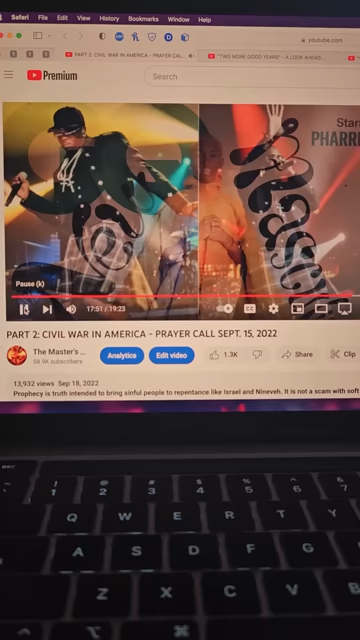 Safari File Edit View History Bookmarks Window Help
youtube.com
PART 2: CIVIL WAR IN AMERICA - PRAYER CAL...
"TWO MORE GOOD YEARS" - A LOOK AHEAD...
Premium
Search
Star
PHARRE
Pause (k)
17:51 / 19:23
PART 2: CIVIL WAR IN AMERICA - PRAYER CALL SEPT. 15, 2022
The Master's ...
58.9K subscribers
Analytics
Edit video
1.3K
Share
Clip
13,932 views Sep 18, 2022
Prophecy is truth intended to bring sinful people to repentance like Israel and Nineveh. It is not a scam with soft
! @ # $ % ^ &
1 2 3 4 5 6 7
Q W E R T Y
A S D F G
Z X C V B